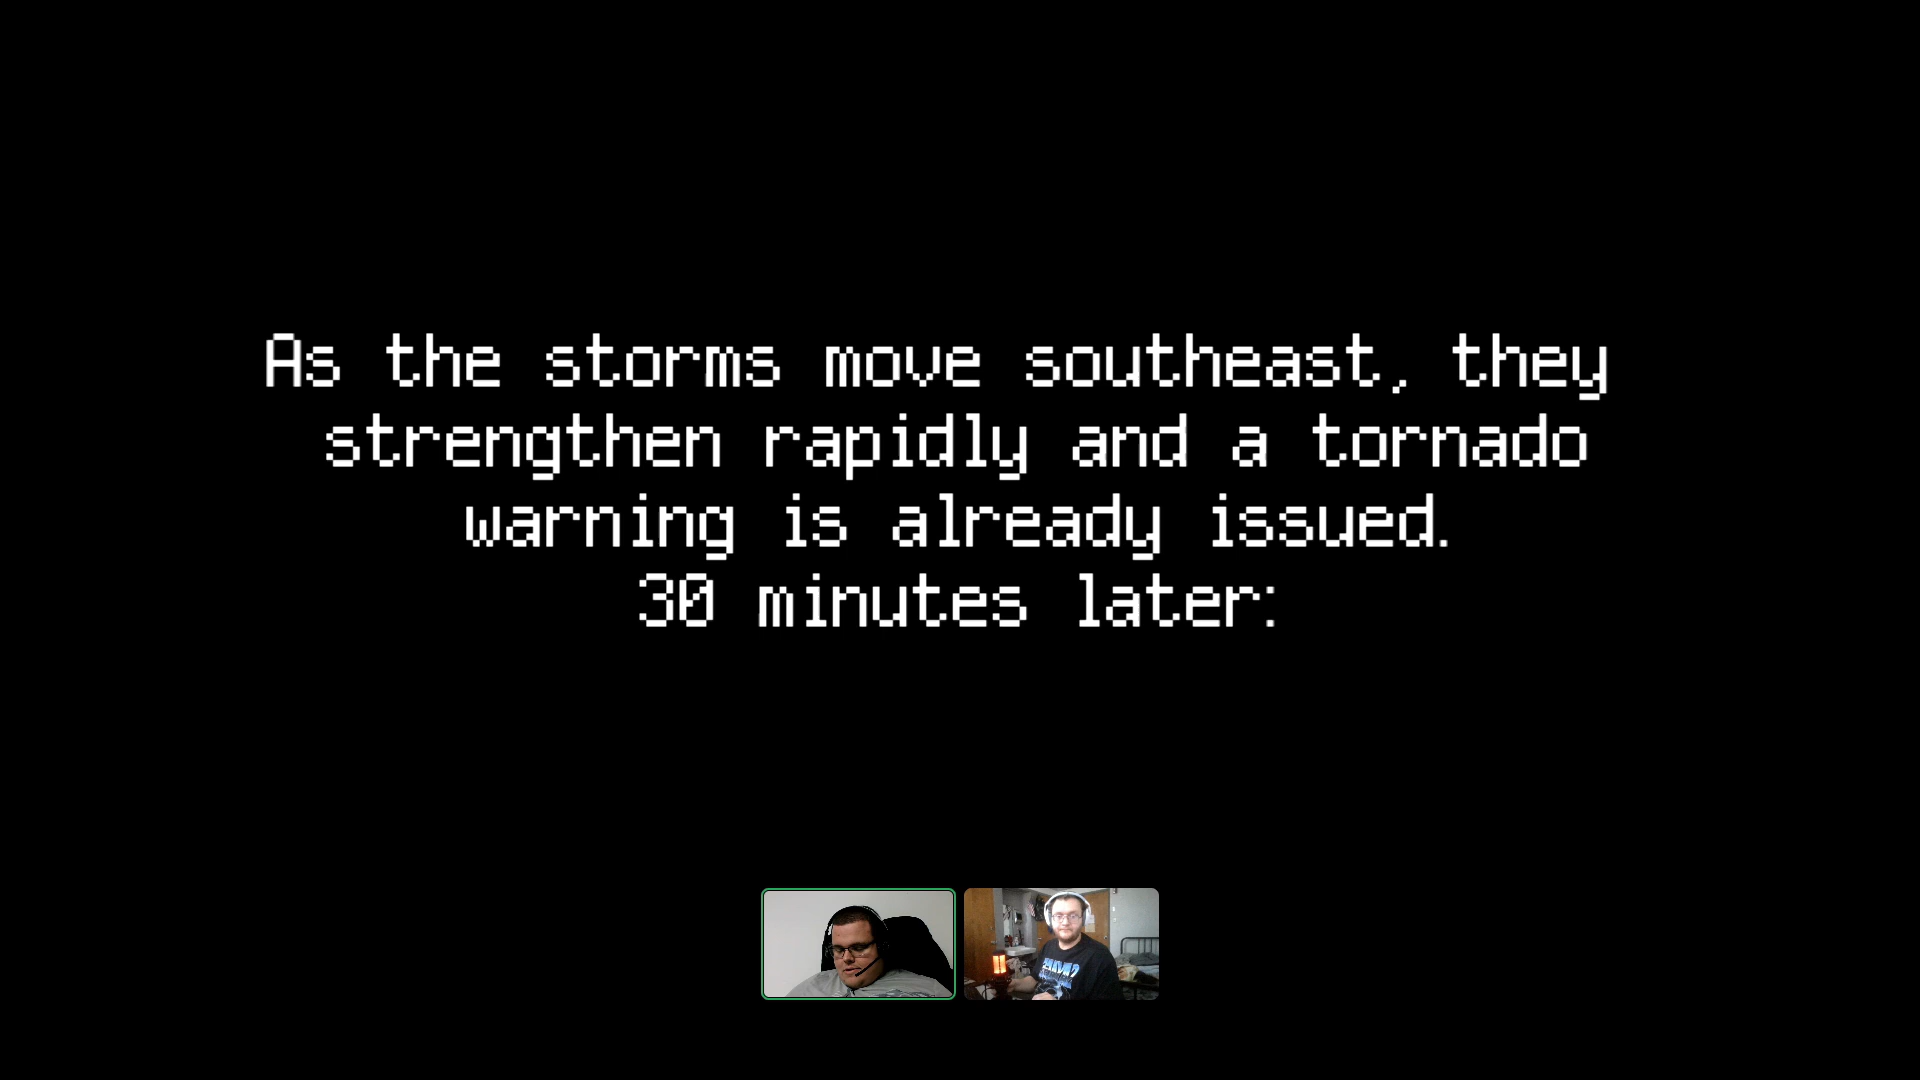 As the storms move southeast, they
strengthen rapidly and a tornado
warning is already issued.
30 minutes later: